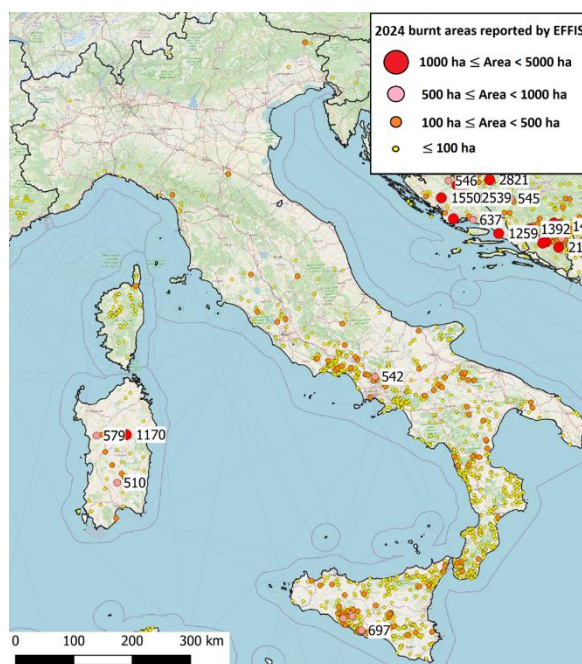 2024 burnt areas reported by EFFIS
1000 ha ≤ Area < 5000 ha
500 ha ≤ Area < 1000 ha
100 ha ≤ Area < 500 ha
≤ 100 ha
546
2821
1550
2539
545
637
1259
1392
14
21
542
579
1170
510
697
0 100 200 300 km